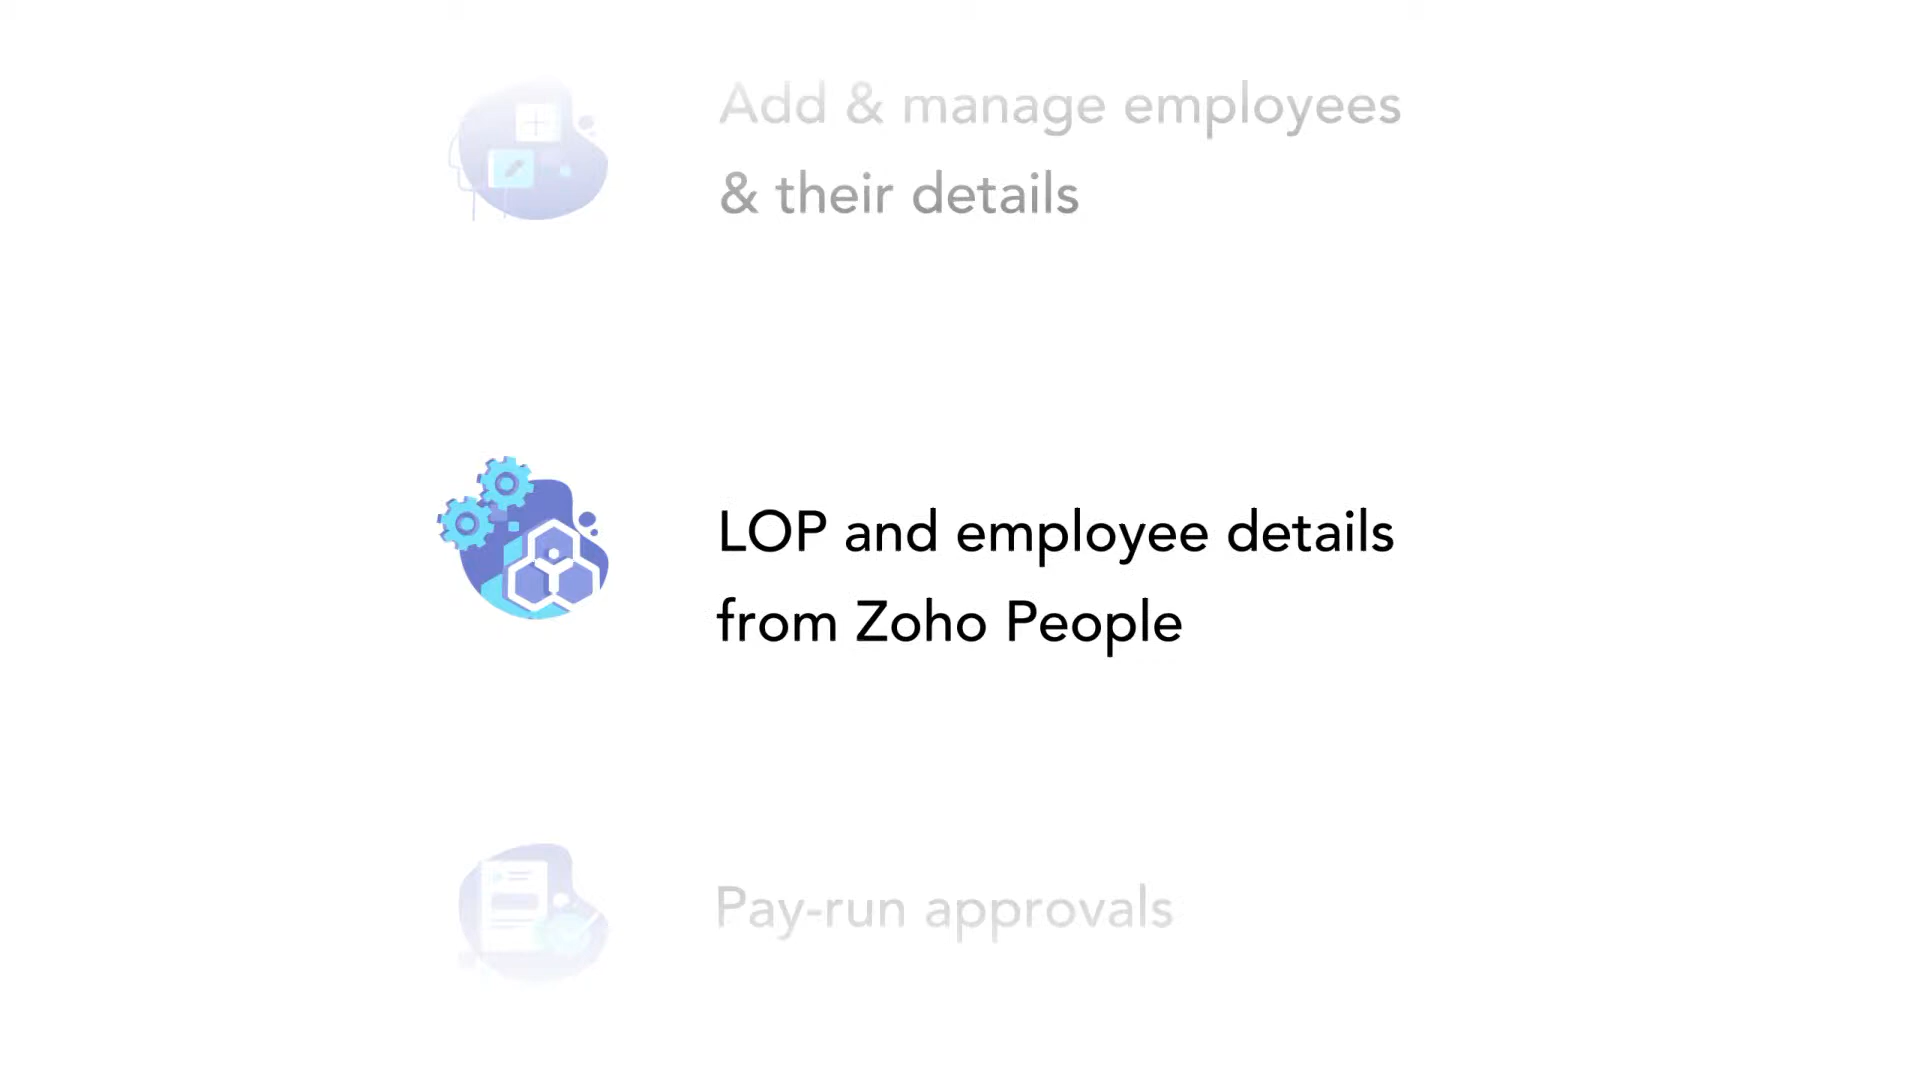 Add & manage employees
& their details
LOP and employee details
from Zoho People
Pay-run approvals